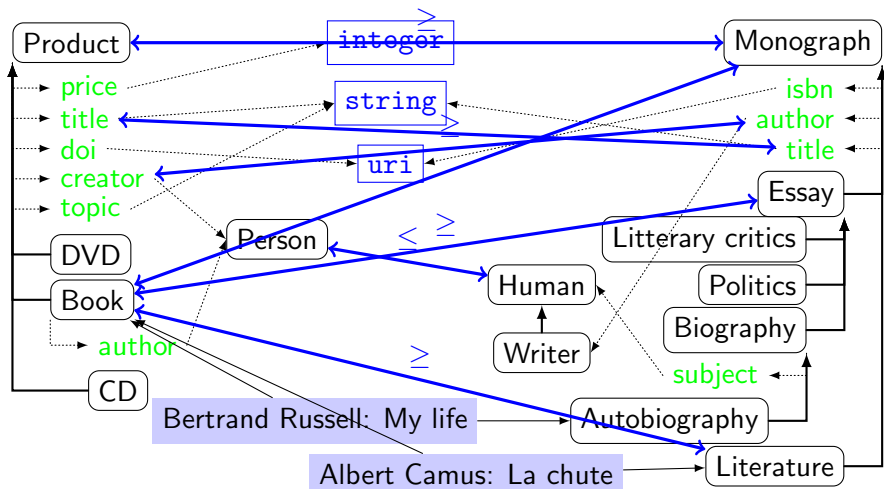 Product
≥
integer
Monograph
price
isbn
title
string
author
≥
doi
title
uri
creator
topic
Essay
Person
≤
≥
Litterary critics
DVD
Book
Human
Politics
Biography
author
Writer
≥
subject
CD
Bertrand Russell: My life
Autobiography
Albert Camus: La chute
Literature